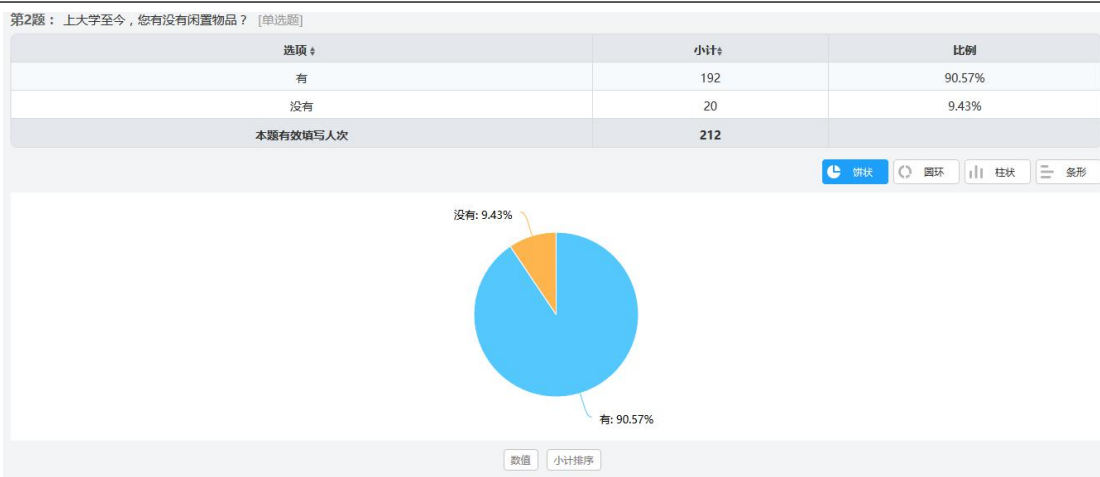 第2题： 上大学至今，您有没有闲置物品？ [单选题]
选项 小计 比例
有 192 90.57%
没有 20 9.43%
本题有效填写人次 212
饼状 圆环 柱状 条形
没有: 9.43%
有: 90.57%
数值 小计排序